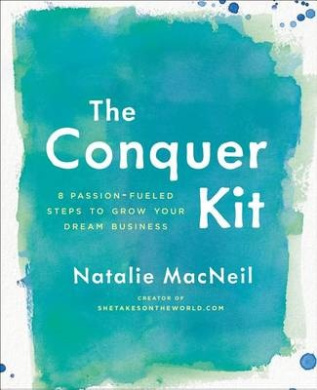 The
Conquer
8 PASSION-FUELED
STEPS TO GROW YOUR
DREAM BUSINESS
Kit
Natalie MacNeil
CREATOR OF
SHETAKESONTHEWORLD.COM